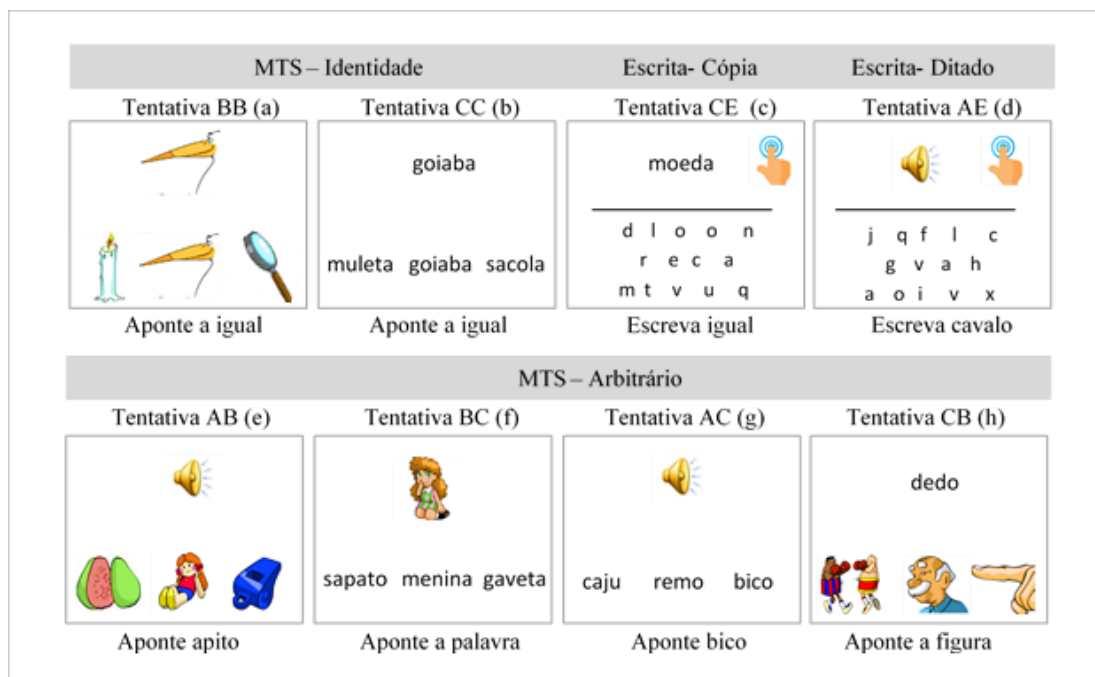 MTS – Identidade
Escrita- Cópia
Escrita- Ditado
Tentativa BB (a)
Tentativa CC (b)
Tentativa CE (c)
Tentativa AE (d)
goiaba
muleta goiaba sacola
moeda
d l o o n
r e c a
m t v u q
j q f l c
g v a h
a o i v x
Aponte a igual
Aponte a igual
Escreva igual
Escreva cavalo
MTS – Arbitrário
Tentativa AB (e)
Tentativa BC (f)
Tentativa AC (g)
Tentativa CB (h)
sapato menina gaveta
caju remo bico
dedo
Aponte apito
Aponte a palavra
Aponte bico
Aponte a figura